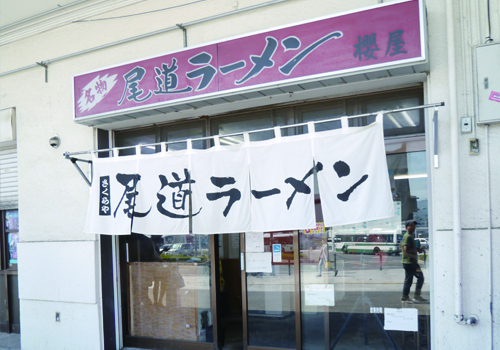 名物 尾道ラーメン 櫻屋
さくらや 尾道ラーメン